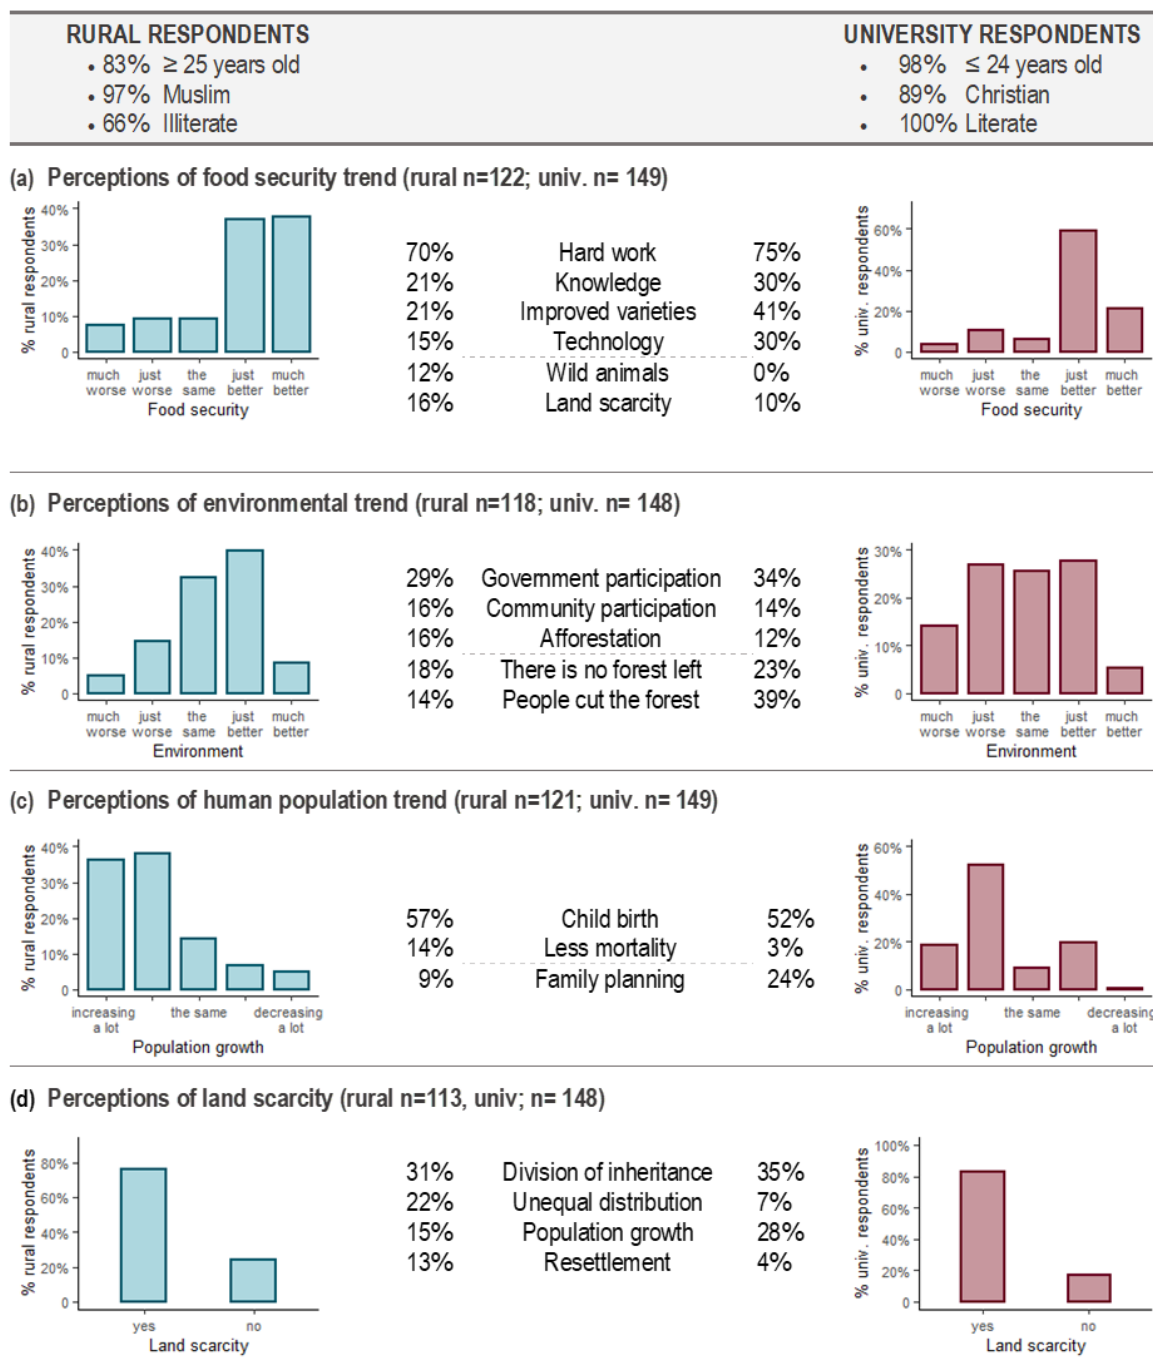 RURAL RESPONDENTS
• 83% ≥ 25 years old
• 97% Muslim
• 66% Illiterate
UNIVERSITY RESPONDENTS
• 98% ≤ 24 years old
• 89% Christian
• 100% Literate
(a) Perceptions of food security trend (rural n=122; univ. n= 149)
% rural respondents
40%
30%
20%
10%
0
much worse
just worse
the same
just better
much better
Food security
70% Hard work 75%
21% Knowledge 30%
21% Improved varieties 41%
15% Technology 30%
12% Wild animals 0%
16% Land scarcity 10%
% univ. respondents
60%
40%
20%
0
much worse
just worse
the same
just better
much better
Food security
(b) Perceptions of environmental trend (rural n=118; univ. n= 148)
% rural respondents
40%
30%
20%
10%
0
much worse
just worse
the same
just better
much better
Environment
29% Government participation 34%
16% Community participation 14%
16% Afforestation 12%
18% There is no forest left 23%
14% People cut the forest 39%
% univ. respondents
30%
20%
10%
0
much worse
just worse
the same
just better
much better
Environment
(c) Perceptions of human population trend (rural n=121; univ. n= 149)
% rural respondents
40%
30%
20%
10%
0
increasing a lot
the same
decreasing a lot
Population growth
57% Child birth 52%
14% Less mortality 3%
9% Family planning 24%
% univ. respondents
60%
40%
20%
0
increasing a lot
the same
decreasing a lot
Population growth
(d) Perceptions of land scarcity (rural n=113, univ; n= 148)
% rural respondents
80%
60%
40%
20%
0
yes
no
Land scarcity
31% Division of inheritance 35%
22% Unequal distribution 7%
15% Population growth 28%
13% Resettlement 4%
% univ. respondents
100%
80%
60%
40%
20%
0
yes
no
Land scarcity